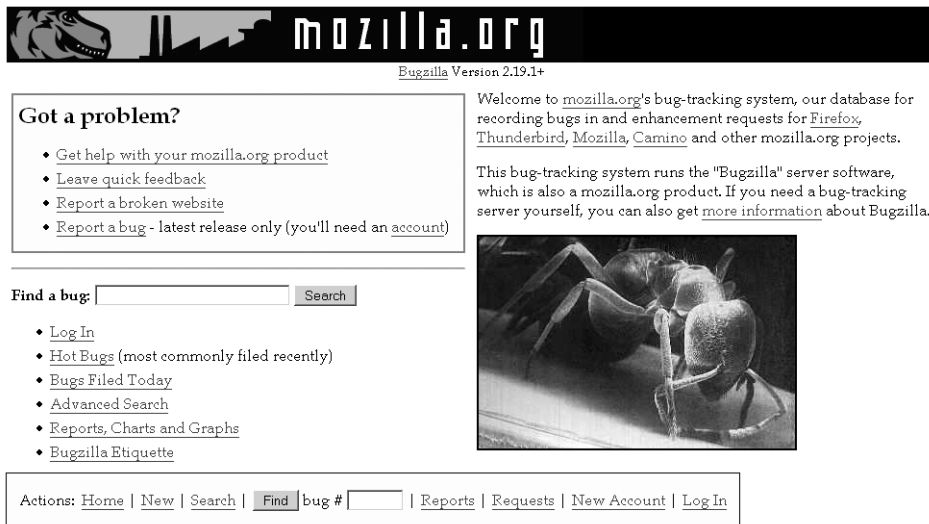 mozilla.org
Bugzilla Version 2.19.1+
Got a problem?
Get help with your mozilla.org product
Leave quick feedback
Report a broken website
Report a bug - latest release only (you'll need an account)
Find a bug: Search
Log In
Hot Bugs (most commonly filed recently)
Bugs Filed Today
Advanced Search
Reports, Charts and Graphs
Bugzilla Etiquette
Welcome to mozilla.org's bug-tracking system, our database for
recording bugs in and enhancement requests for Firefox,
Thunderbird, Mozilla, Camino and other mozilla.org projects.
This bug-tracking system runs the "Bugzilla" server software,
which is also a mozilla.org product. If you need a bug-tracking
server yourself, you can also get more information about Bugzilla.
Actions: Home | New | Search | Find bug # | Reports | Requests | New Account | Log In